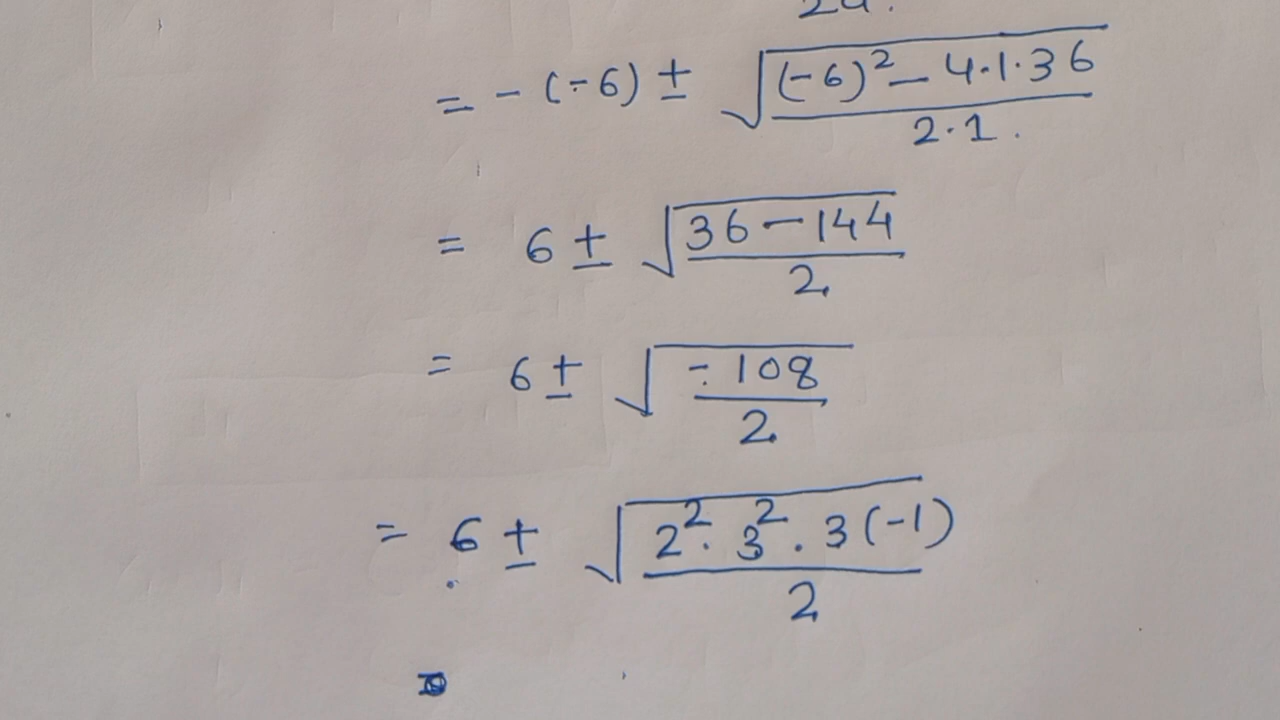 2a.
= - (-6) ± √(-6)² - 4·1·36 / 2·1.
= 6 ± √36 - 144 / 2
= 6 ± √-108 / 2
= 6 ± √2² · 3² · 3(-1) / 2